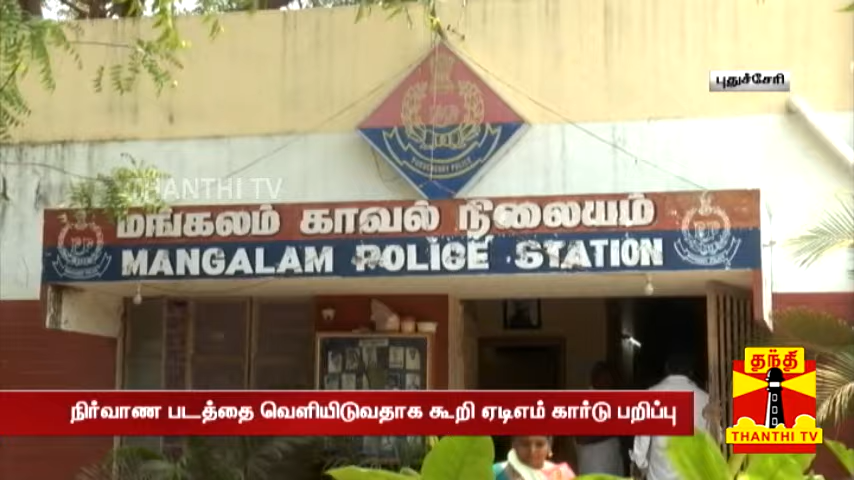 புதுச்சேரி
THANTHI TV
மங்கலம் காவல் நிலையம்
MANGALAM POLICE STATION
நிர்வாண படத்தை வெளியிடுவதாக கூறி ஏடிஎம் கார்டு பறிப்பு
தந்தி
THANTHI TV